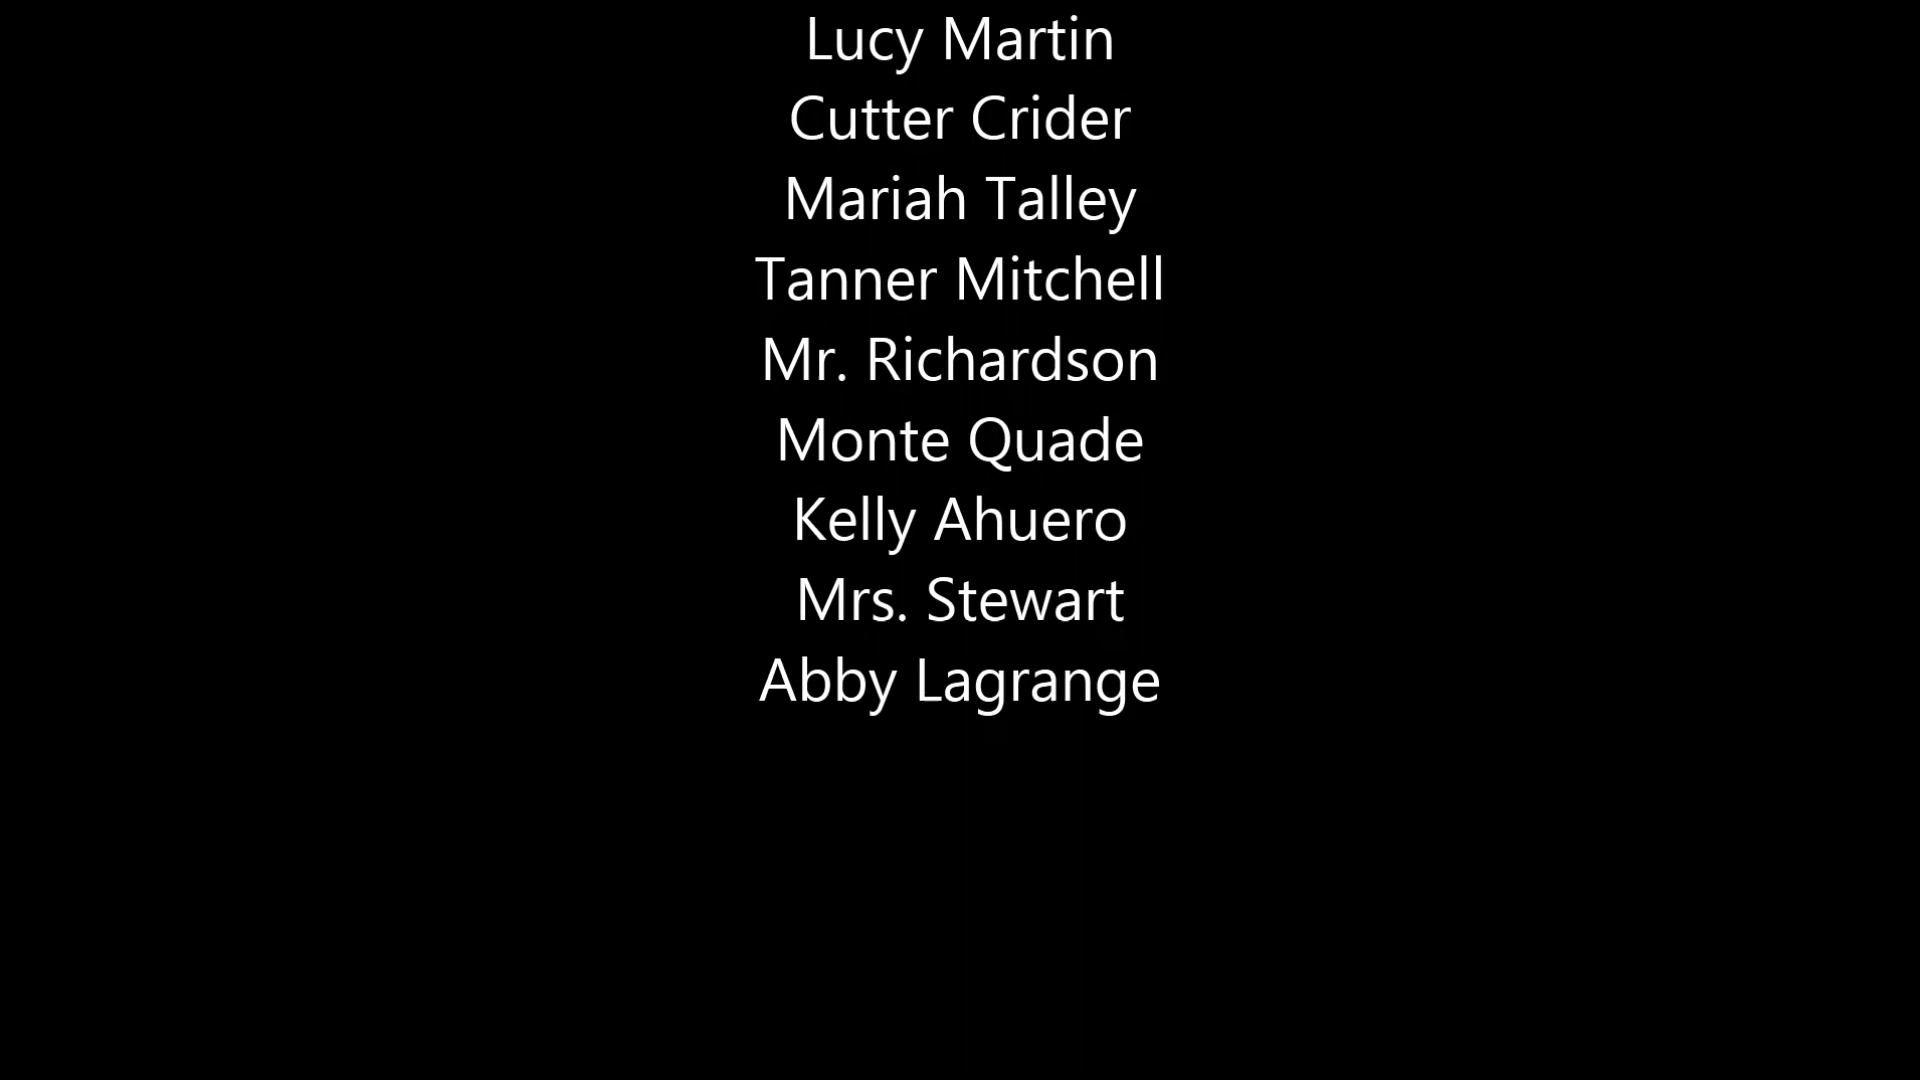 Lucy Martin
Cutter Crider
Mariah Talley
Tanner Mitchell
Mr. Richardson
Monte Quade
Kelly Ahuero
Mrs. Stewart
Abby Lagrange